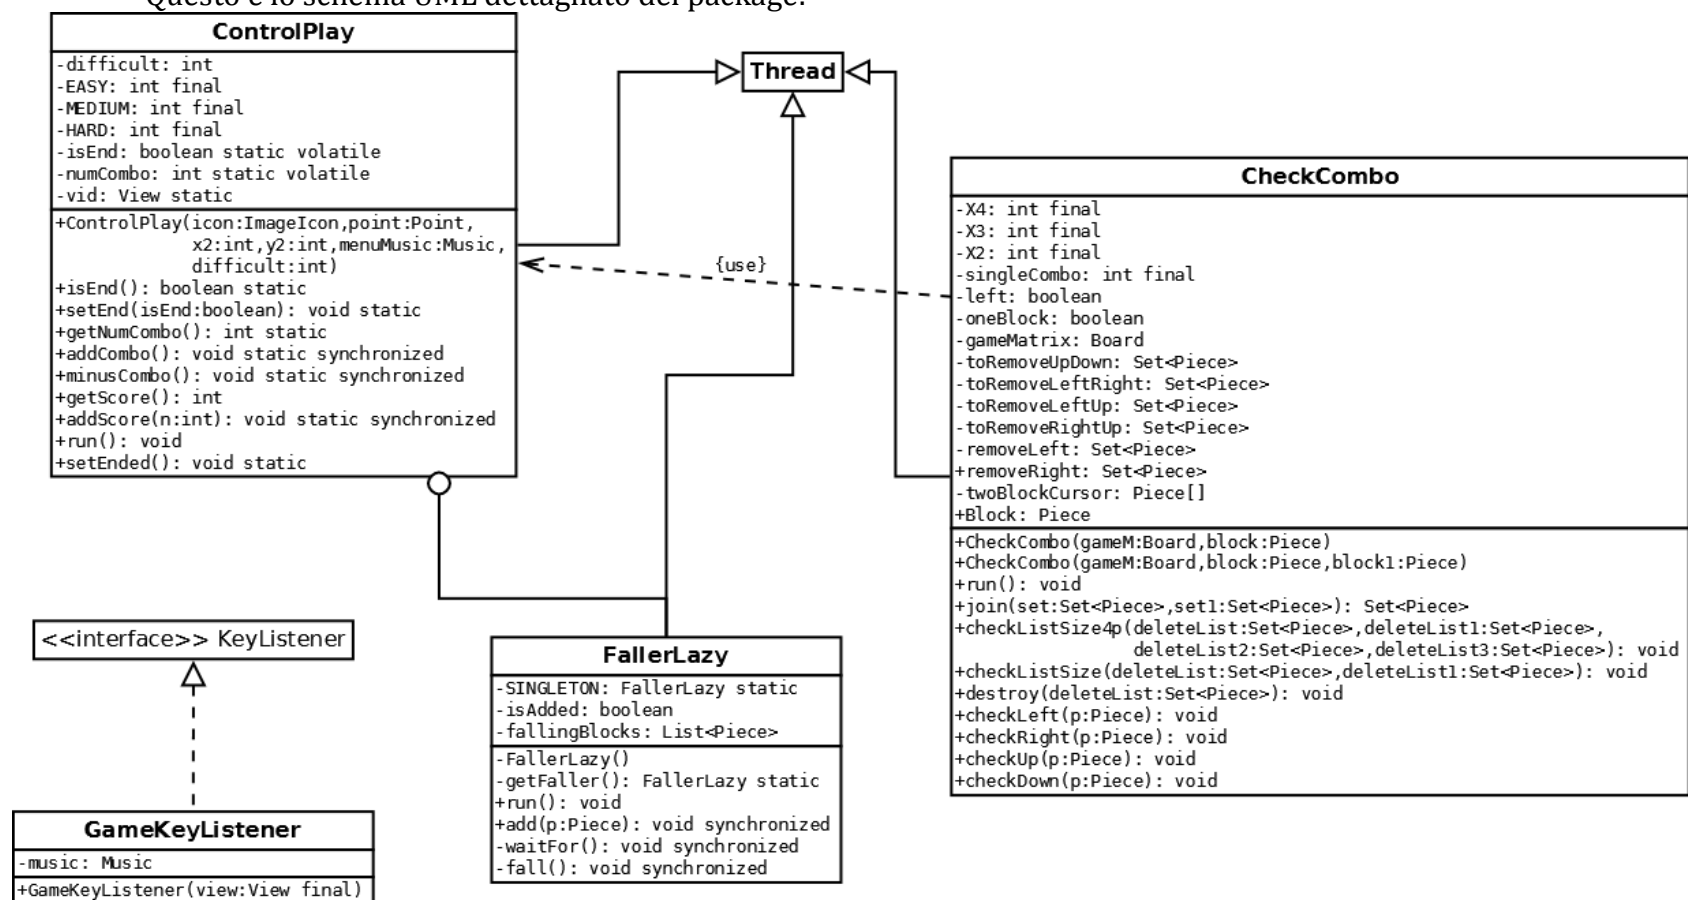 Questo è lo schema UML dettagliato del package:
ControlPlay
-difficult: int
-EASY: int final
-MEDIUM: int final
-HARD: int final
-isEnd: boolean static volatile
-numCombo: int static volatile
-vid: View static
+ControlPlay(icon:ImageIcon,point:Point,
x2:int,y2:int,menuMusic:Music,
difficult:int)
+isEnd(): boolean static
+setEnd(isEnd:boolean): void static
+getNumCombo(): int static
+addCombo(): void static synchronized
+minusCombo(): void static synchronized
+getScore(): int
+addScore(n:int): void static synchronized
+run(): void
+setEnded(): void static
Thread
{use}
CheckCombo
-X4: int final
-X3: int final
-X2: int final
-singleCombo: int final
-left: boolean
-oneBlock: boolean
-gameMatrix: Board
-toRemoveUpDown: Set<Piece>
-toRemoveLeftRight: Set<Piece>
-toRemoveLeftUp: Set<Piece>
-toRemoveRightUp: Set<Piece>
-removeLeft: Set<Piece>
+removeRight: Set<Piece>
-twoBlockCursor: Piece[]
+Block: Piece
+CheckCombo(gameM:Board,block:Piece)
+CheckCombo(gameM:Board,block:Piece,block1:Piece)
+run(): void
+join(set:Set<Piece>,set1:Set<Piece>): Set<Piece>
+checkListSize4p(deleteList:Set<Piece>,deleteList1:Set<Piece>,
deleteList2:Set<Piece>,deleteList3:Set<Piece>): void
+checkListSize(deleteList:Set<Piece>,deleteList1:Set<Piece>): void
+destroy(deleteList:Set<Piece>): void
+checkLeft(p:Piece): void
+checkRight(p:Piece): void
+checkUp(p:Piece): void
+checkDown(p:Piece): void
<<interface>> KeyListener
FallerLazy
-SINGLETON: FallerLazy static
-isAdded: boolean
-fallingBlocks: List<Piece>
-FallerLazy()
-getFaller(): FallerLazy static
+run(): void
+add(p:Piece): void synchronized
-waitFor(): void synchronized
-fall(): void synchronized
GameKeyListener
-music: Music
+GameKeyListener(view:View final)